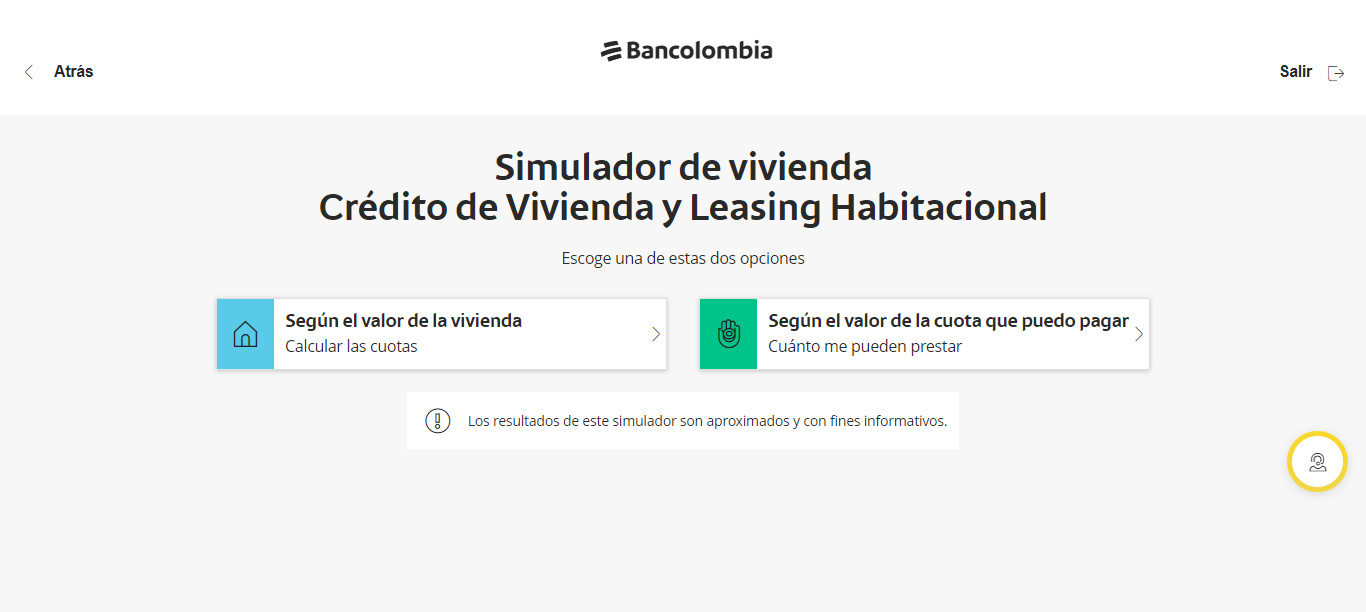 Bancolombia
Atrás
Salir
Simulador de vivienda
Crédito de Vivienda y Leasing Habitacional
Escoge una de estas dos opciones
Según el valor de la vivienda
Calcular las cuotas
Según el valor de la cuota que puedo pagar
Cuánto me pueden prestar
Los resultados de este simulador son aproximados y con fines informativos.